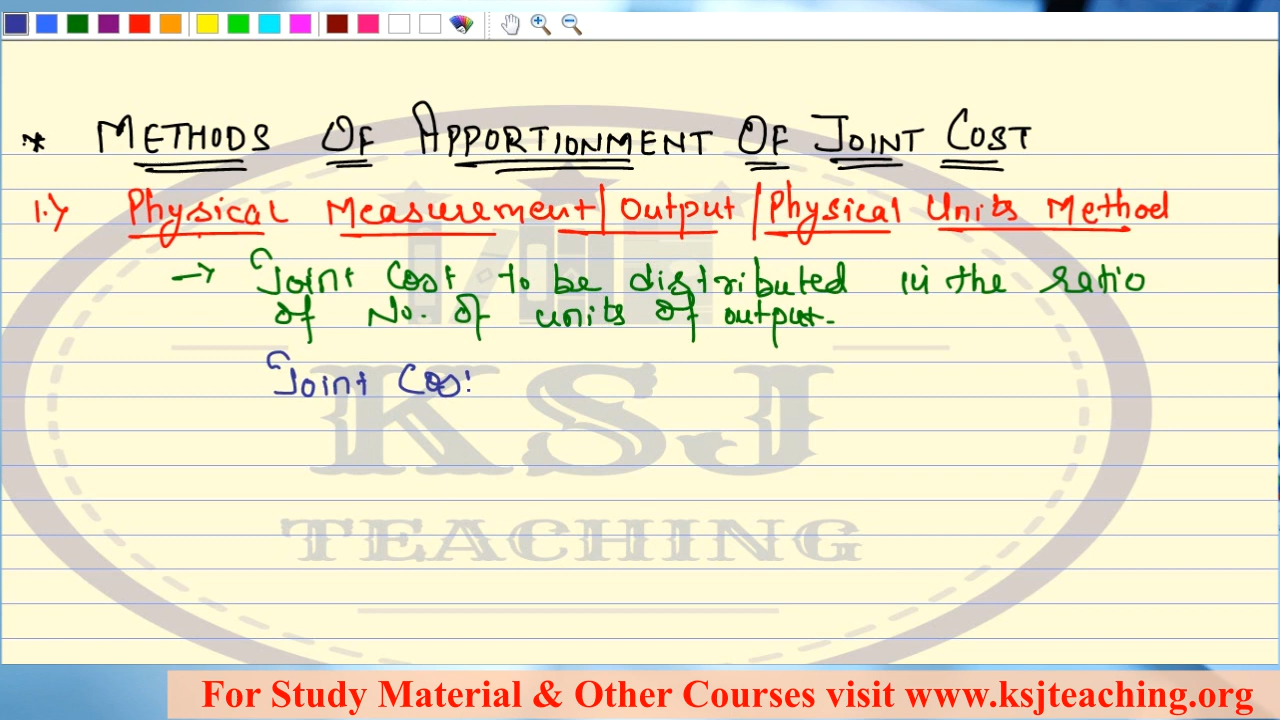 * METHODS OF APPORTIONMENT OF JOINT COST
1.) Physical Measurement | Output | Physical Units Method
→ Joint Cost to be distributed in the ratio
of No. of units of output.
Joint Cos
KSJ
TEACHING
For Study Material & Other Courses visit www.ksjteaching.org